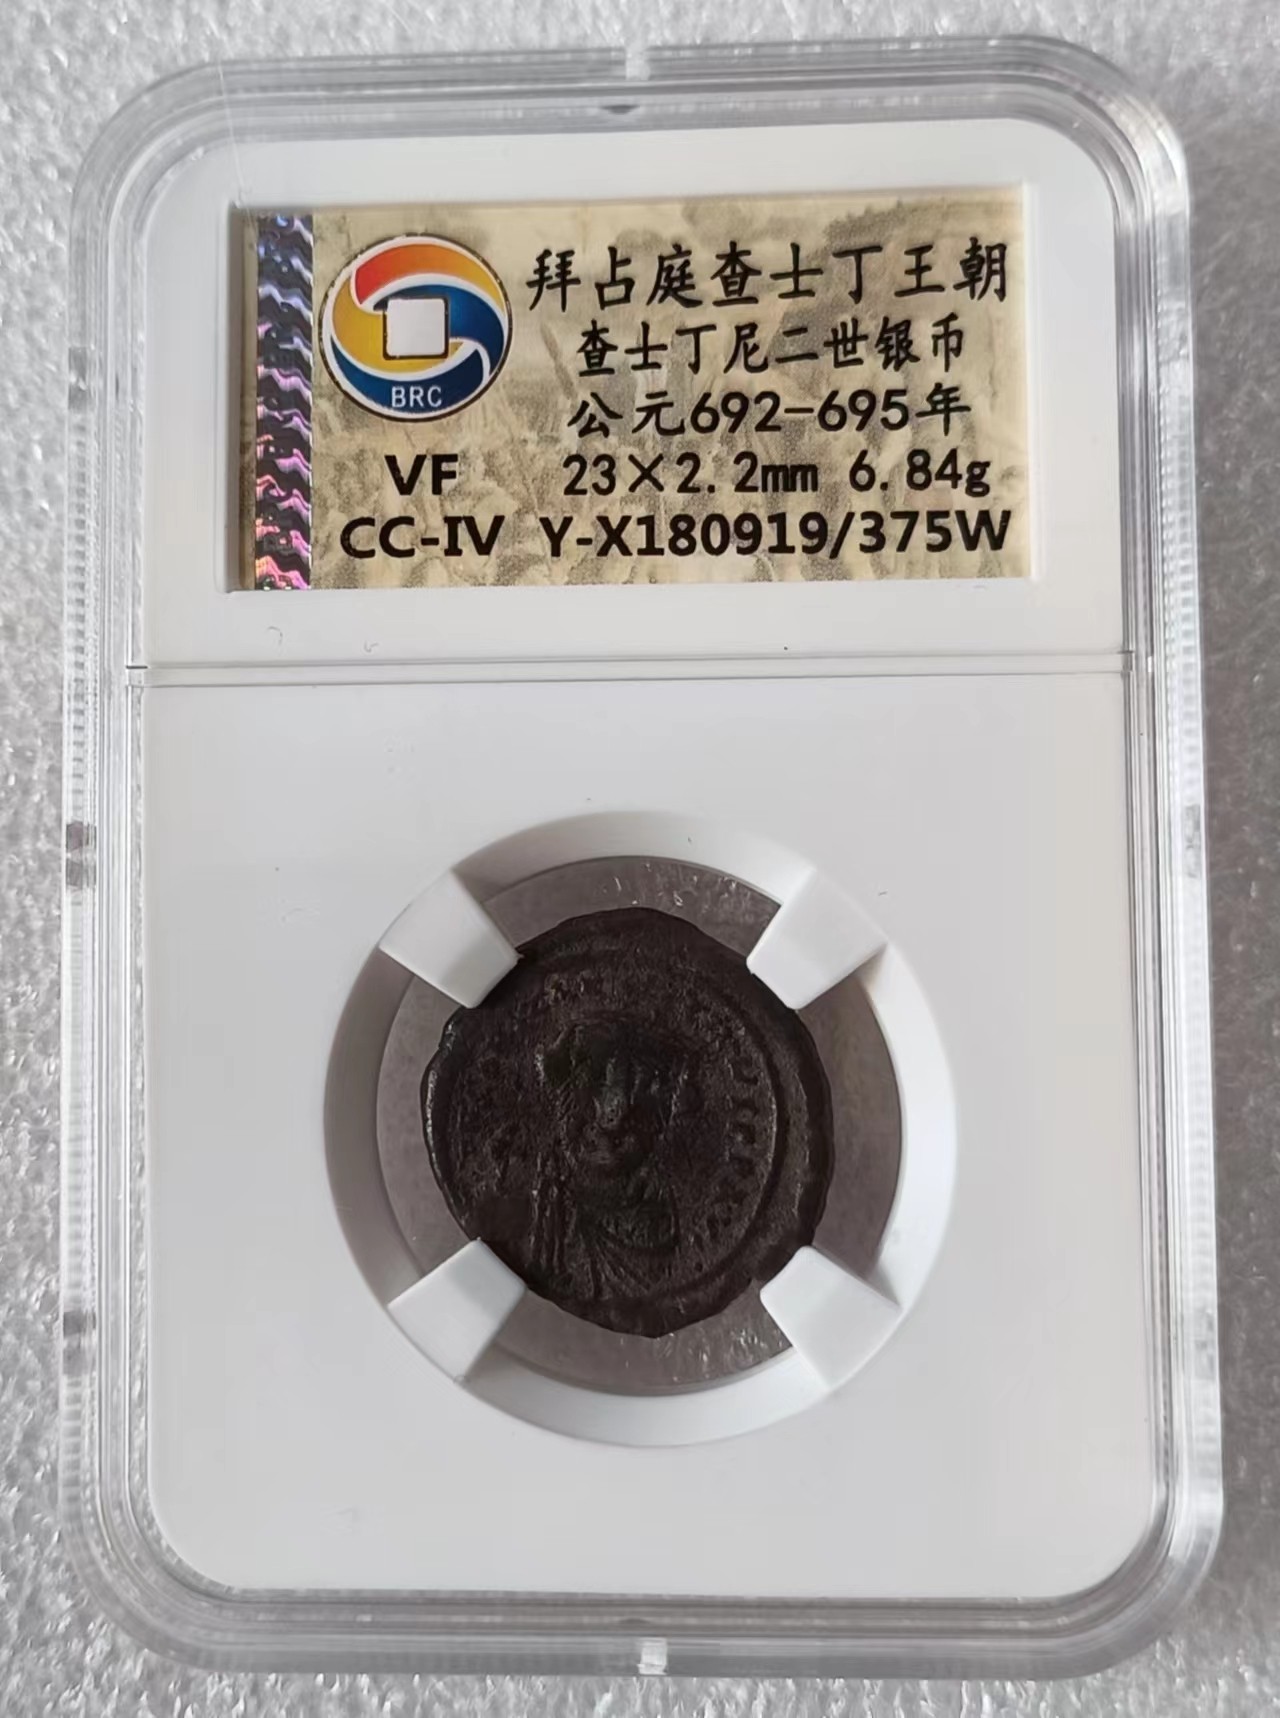 拜占庭查士丁王朝
查士丁尼二世银币
公元692-695年
BRC
VF 23×2.2mm 6.84g
CC-IV Y-X180919/375W